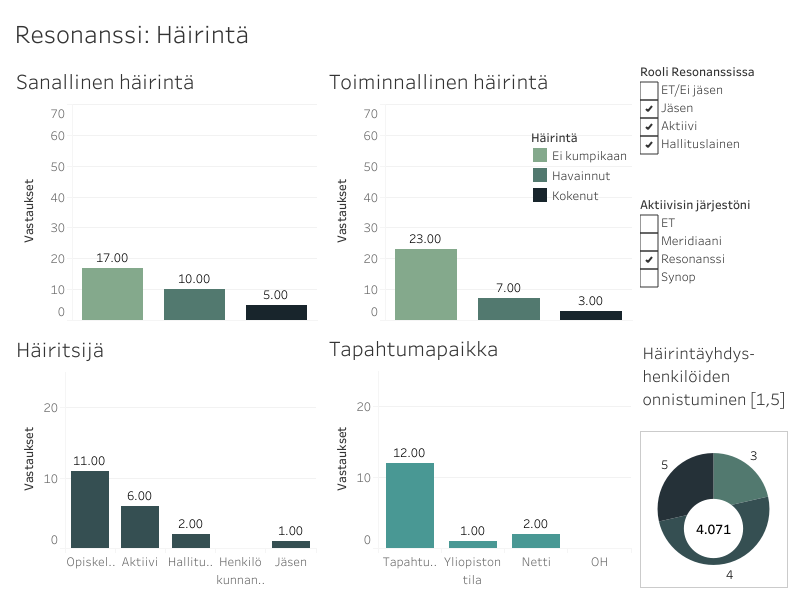 Resonanssi: Häirintä
Sanallinen häirintä
70
60
50
40
30
20
10
0
Vastaukset
17.00
10.00
5.00
Toiminnallinen häirintä
70
60
50
40
30
20
10
0
Vastaukset
23.00
7.00
3.00
Häirintä
Ei kumpikaan
Havainnut
Kokenut
Rooli Resonanssissa
ET/Ei jäsen
Jäsen
Aktiivi
Hallituslainen
Aktiivisin järjestöni
ET
Meridiaani
Resonanssi
Synop
Häiritsijä
20
10
0
Vastaukset
11.00
6.00
2.00
1.00
Opiskel.. Aktiivi Hallitu.. Henkilö Jäsen
kunnan..
Tapahtumapaikka
20
10
0
Vastaukset
12.00
1.00
2.00
Tapahtu.. Yliopiston Netti OH
tila
Häirintäyhdys-
henkilöiden
onnistuminen [1,5]
5
3
4.071
4